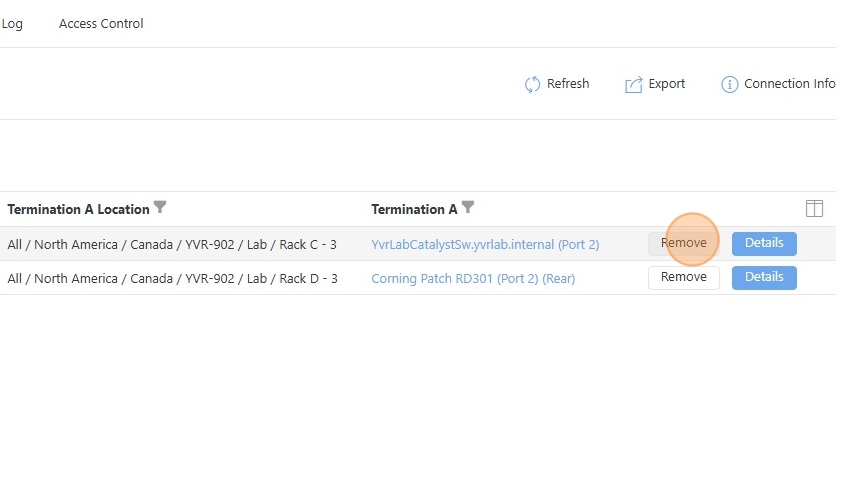 Log Access Control
Refresh Export Connection Info
Termination A Location Termination A
All / North America / Canada / YVR-902 / Lab / Rack C - 3 YvrLabCatalystSw.yvrlab.internal (Port 2) Remove Details
All / North America / Canada / YVR-902 / Lab / Rack D - 3 Corning Patch RD301 (Port 2) (Rear) Remove Details